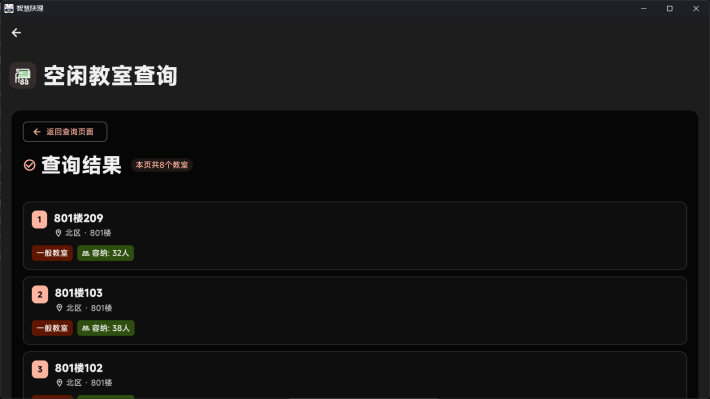 智慧陕理
空闲教室查询
返回查询页面
查询结果 本页共8个教室
1 801楼209
北区 · 801楼
一般教室 容纳: 32人
2 801楼103
北区 · 801楼
一般教室 容纳: 38人
3 801楼102
北区 · 801楼